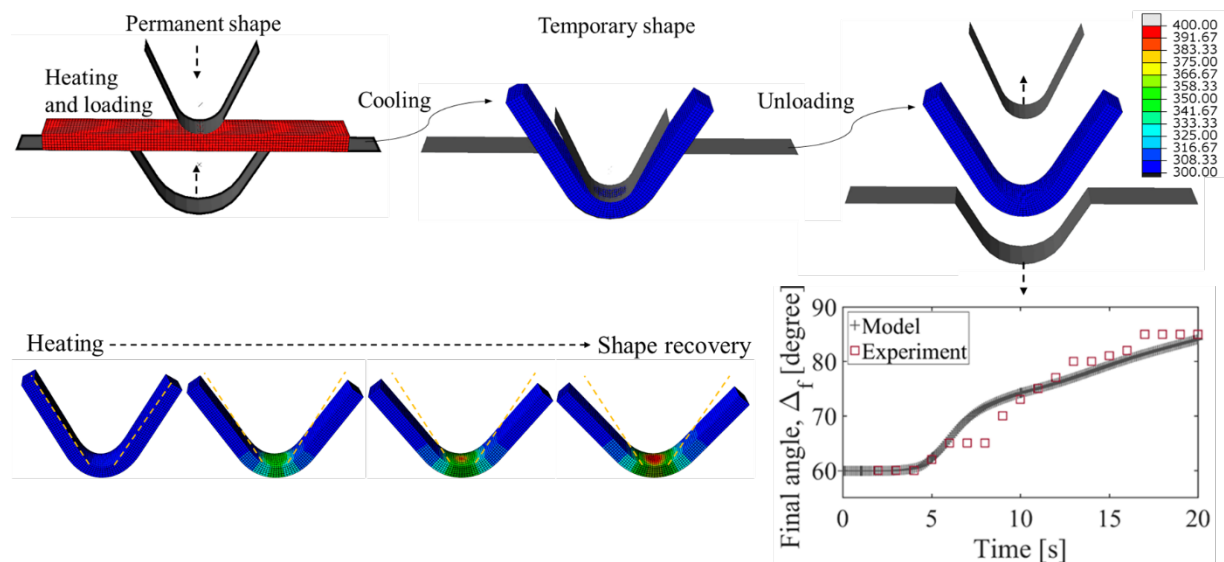 Permanent shape
Heating
and loading
Cooling
Temporary shape
Unloading
400.00
391.67
383.33
375.00
366.67
358.33
350.00
341.67
333.33
325.00
316.67
308.33
300.00
Heating
Shape recovery
Final angle, Δf [degree]
90
80
70
60
Model
Experiment
0
5
10
15
20
Time [s]